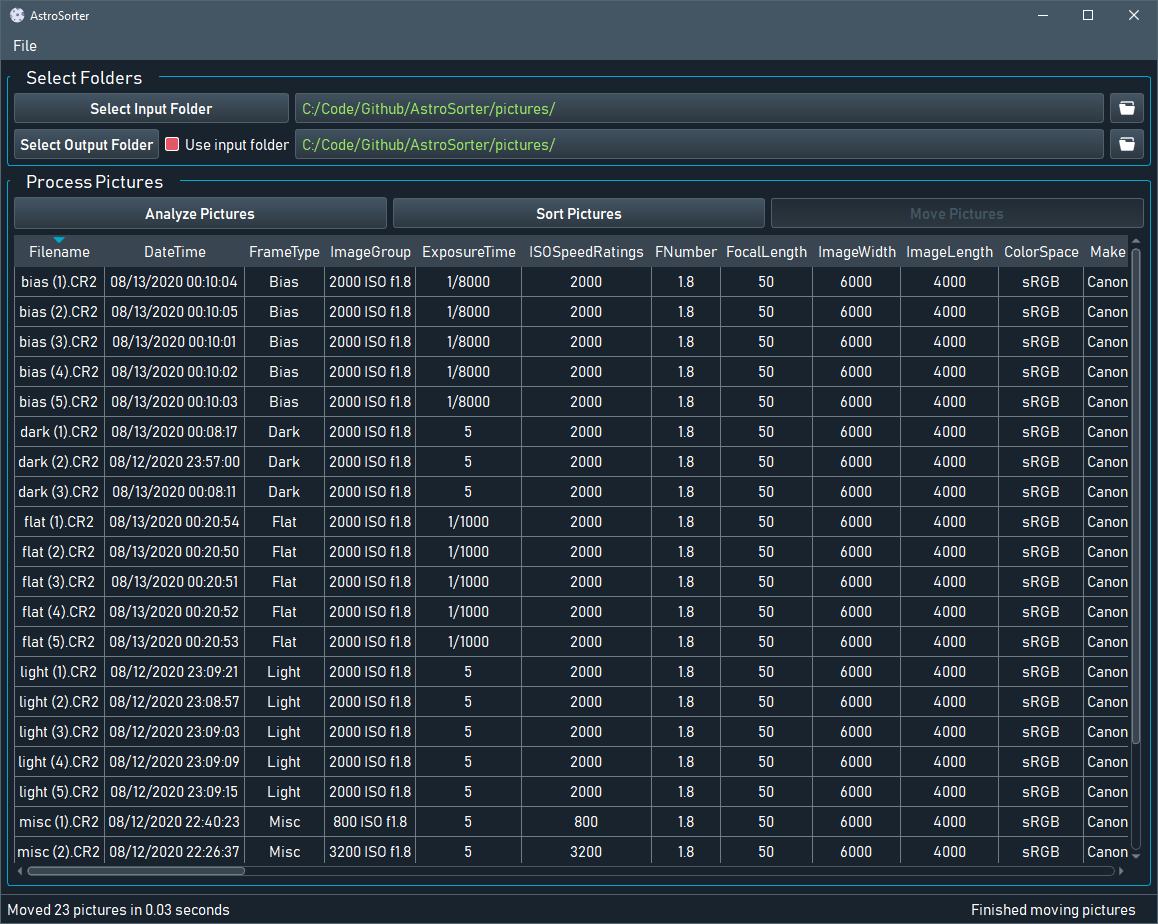 AstroSorter
File
Select Folders
Select Input Folder C:/Code/Github/AstroSorter/pictures/
Select Output Folder Use input folder C:/Code/Github/AstroSorter/pictures/
Process Pictures
Analyze Pictures Sort Pictures Move Pictures
Filename DateTime FrameType ImageGroup ExposureTime ISOSpeedRatings FNumber FocalLength ImageWidth ImageLength ColorSpace Make
bias (1).CR2 08/13/2020 00:10:04 Bias 2000 ISO f1.8 1/8000 2000 1.8 50 6000 4000 sRGB Canon
bias (2).CR2 08/13/2020 00:10:05 Bias 2000 ISO f1.8 1/8000 2000 1.8 50 6000 4000 sRGB Canon
bias (3).CR2 08/13/2020 00:10:01 Bias 2000 ISO f1.8 1/8000 2000 1.8 50 6000 4000 sRGB Canon
bias (4).CR2 08/13/2020 00:10:02 Bias 2000 ISO f1.8 1/8000 2000 1.8 50 6000 4000 sRGB Canon
bias (5).CR2 08/13/2020 00:10:03 Bias 2000 ISO f1.8 1/8000 2000 1.8 50 6000 4000 sRGB Canon
dark (1).CR2 08/13/2020 00:08:17 Dark 2000 ISO f1.8 5 2000 1.8 50 6000 4000 sRGB Canon
dark (2).CR2 08/12/2020 23:57:00 Dark 2000 ISO f1.8 5 2000 1.8 50 6000 4000 sRGB Canon
dark (3).CR2 08/13/2020 00:08:11 Dark 2000 ISO f1.8 5 2000 1.8 50 6000 4000 sRGB Canon
flat (1).CR2 08/13/2020 00:20:54 Flat 2000 ISO f1.8 1/1000 2000 1.8 50 6000 4000 sRGB Canon
flat (2).CR2 08/13/2020 00:20:50 Flat 2000 ISO f1.8 1/1000 2000 1.8 50 6000 4000 sRGB Canon
flat (3).CR2 08/13/2020 00:20:51 Flat 2000 ISO f1.8 1/1000 2000 1.8 50 6000 4000 sRGB Canon
flat (4).CR2 08/13/2020 00:20:52 Flat 2000 ISO f1.8 1/1000 2000 1.8 50 6000 4000 sRGB Canon
flat (5).CR2 08/13/2020 00:20:53 Flat 2000 ISO f1.8 1/1000 2000 1.8 50 6000 4000 sRGB Canon
light (1).CR2 08/12/2020 23:09:21 Light 2000 ISO f1.8 5 2000 1.8 50 6000 4000 sRGB Canon
light (2).CR2 08/12/2020 23:08:57 Light 2000 ISO f1.8 5 2000 1.8 50 6000 4000 sRGB Canon
light (3).CR2 08/12/2020 23:09:03 Light 2000 ISO f1.8 5 2000 1.8 50 6000 4000 sRGB Canon
light (4).CR2 08/12/2020 23:09:09 Light 2000 ISO f1.8 5 2000 1.8 50 6000 4000 sRGB Canon
light (5).CR2 08/12/2020 23:09:15 Light 2000 ISO f1.8 5 2000 1.8 50 6000 4000 sRGB Canon
misc (1).CR2 08/12/2020 22:40:23 Misc 800 ISO f1.8 5 800 1.8 50 6000 4000 sRGB Canon
misc (2).CR2 08/12/2020 22:26:37 Misc 3200 ISO f1.8 5 3200 1.8 50 6000 4000 sRGB Canon
Moved 23 pictures in 0.03 seconds Finished moving pictures